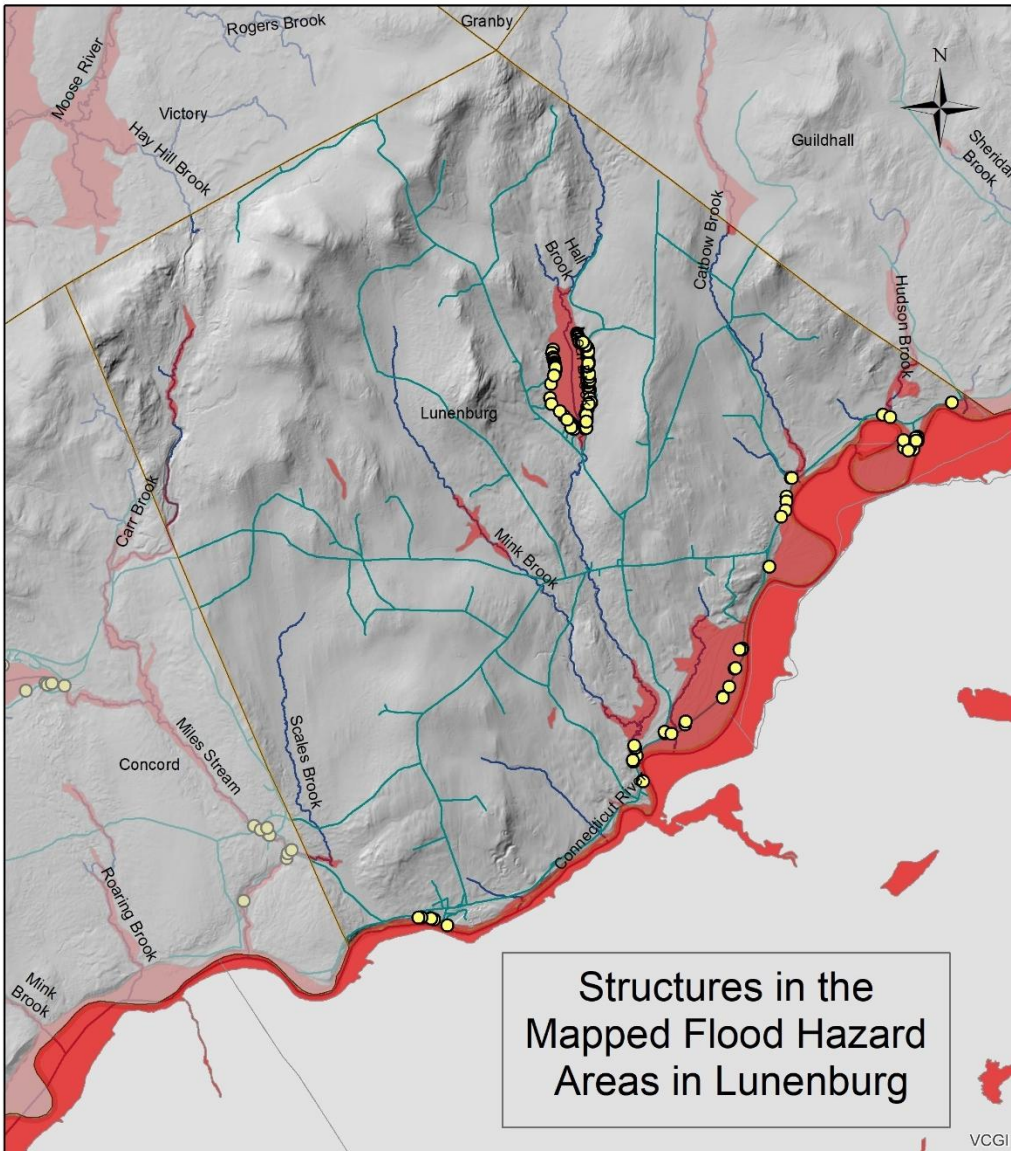 Rogers Brook
Granby
Moose River
Victory
Hay Hill Brook
N
Guildhall
Sheridan
Brook
Hall
Brook
Catbow Brook
Hudson Brook
Lunenburg
Carr Brook
Mink Brook
Scales Brook
Miles Stream
Concord
Connecticut River
Roaring Brook
Mink
Brook
Structures in the
Mapped Flood Hazard
Areas in Lunenburg
VCGI